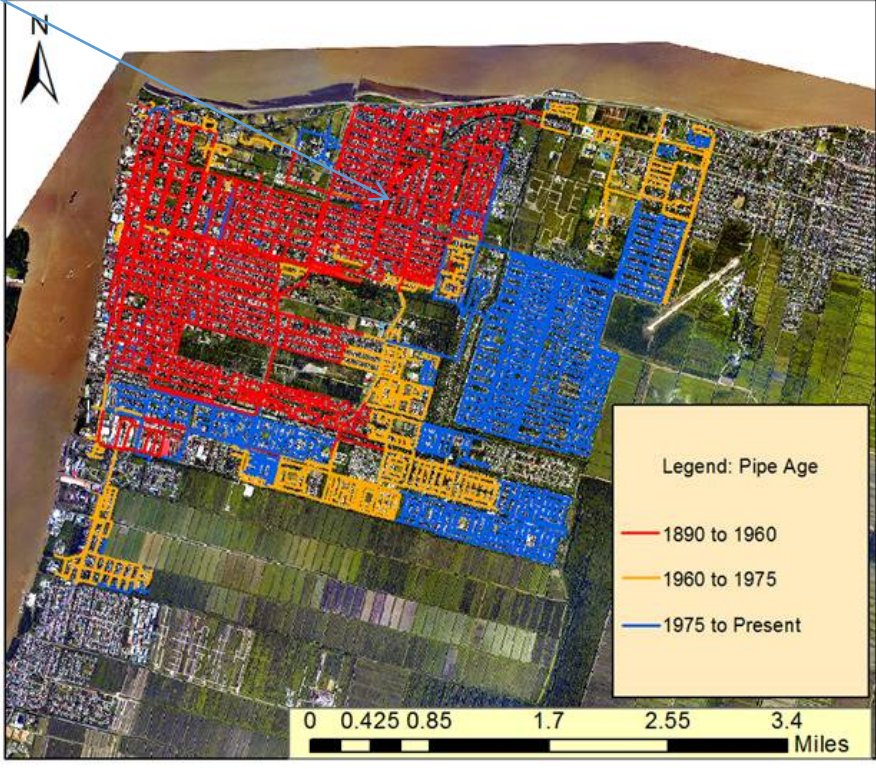 N
Legend: Pipe Age
1890 to 1960
1960 to 1975
1975 to Present
0 0.425 0.85 1.7 2.55 3.4
Miles